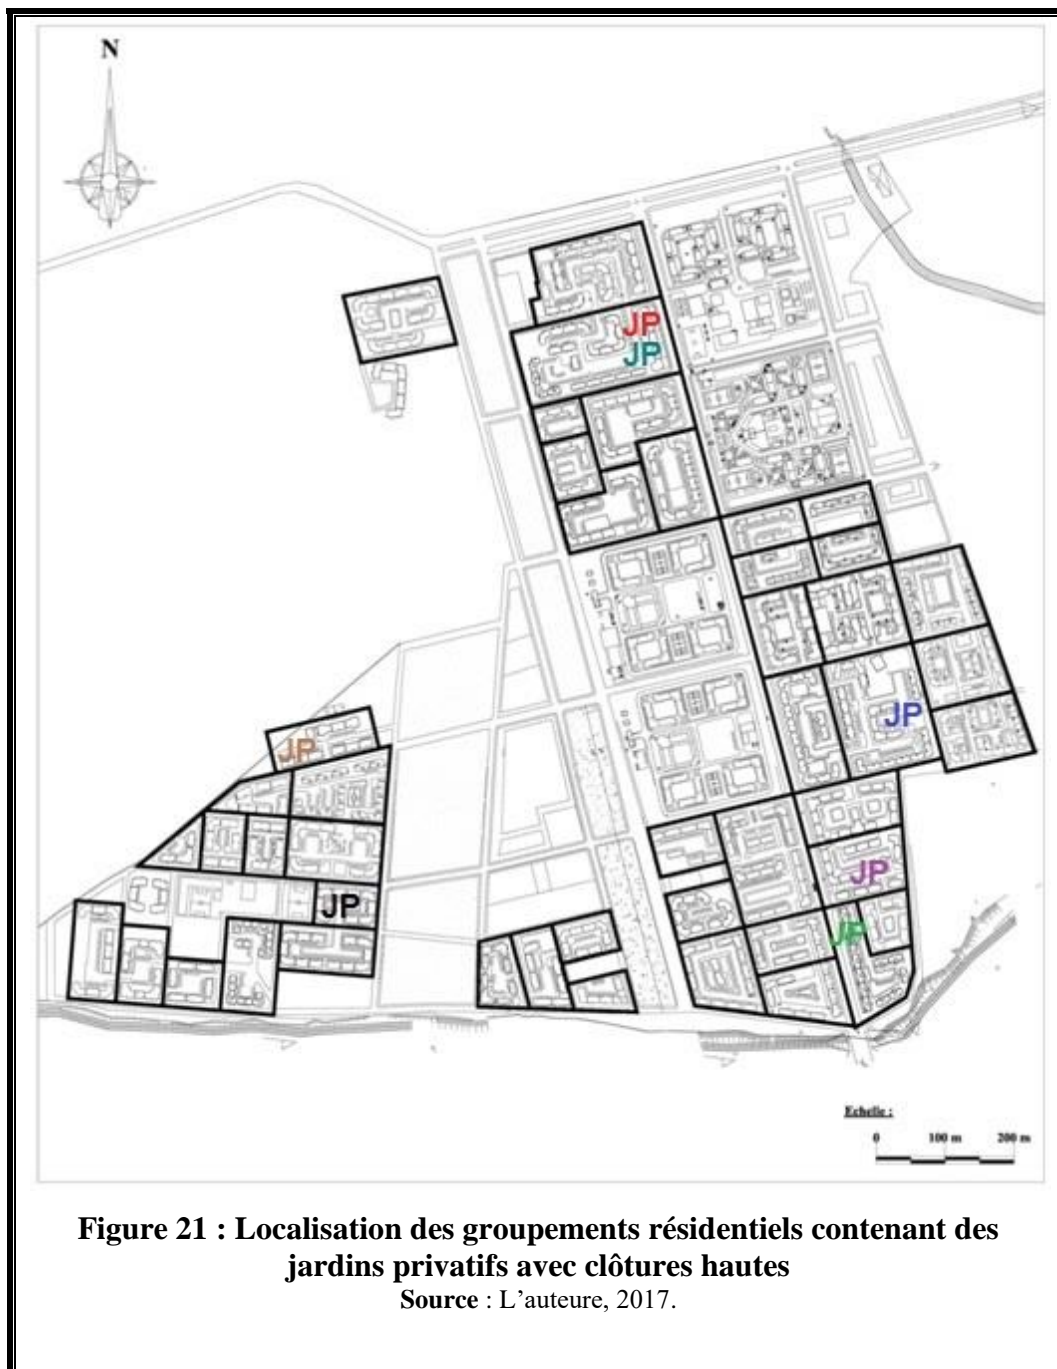 N
JP
JP
JP
JP
JP
JP
JP
Echelle :
0 100 m 200 m
Figure 21 : Localisation des groupements résidentiels contenant des
jardins privatifs avec clôtures hautes
Source : L'auteure, 2017.